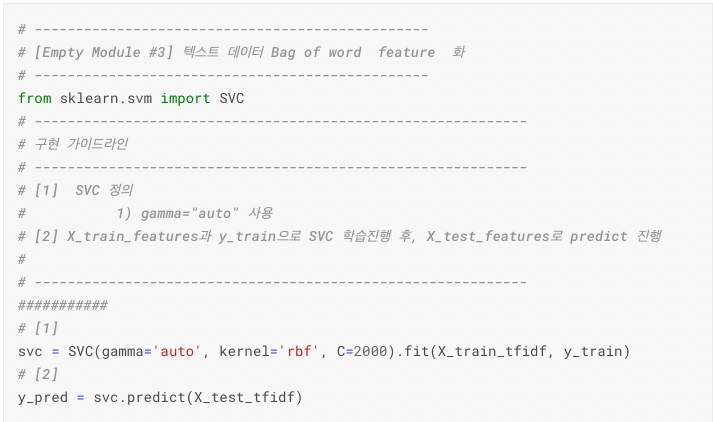 # -----------------------------------------------
# [Empty Module #3] 텍스트 데이터 Bag of word  feature  화
# -----------------------------------------------
from sklearn.svm import SVC
# -----------------------------------------------------------
# 구현 가이드라인
# -----------------------------------------------------------
# [1]  SVC 정의
#           1) gamma="auto" 사용
# [2] X_train_features과 y_train으로 SVC 학습진행 후, X_test_features로 predict 진행
#
# -----------------------------------------------------------
###########
# [1]
svc = SVC(gamma='auto', kernel='rbf', C=2000).fit(X_train_tfidf, y_train)
# [2]
y_pred = svc.predict(X_test_tfidf)